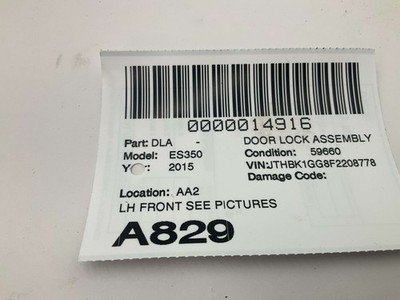 0000014916
Part: DLA - DOOR LOCK ASSEMBLY
Model: ES350 Condition: 59660
Year: 2015 VIN:JTHBK1GG8F2208778
Damage Code:
Location: AA2
LH FRONT SEE PICTURES
A829